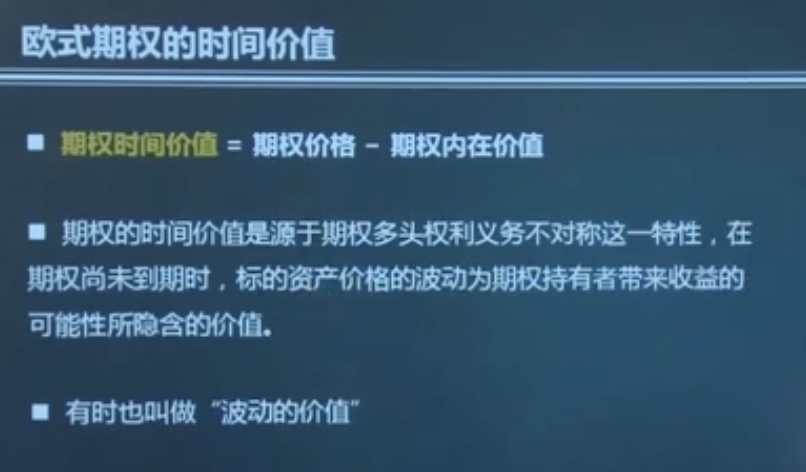 欧式期权的时间价值
■ 期权时间价值 = 期权价格 - 期权内在价值
■ 期权的时间价值是源于期权多头权利义务不对称这一特性，在
期权尚未到期时，标的资产价格的波动为期权持有者带来收益的
可能性所隐含的价值。
■ 有时也叫做“波动的价值”